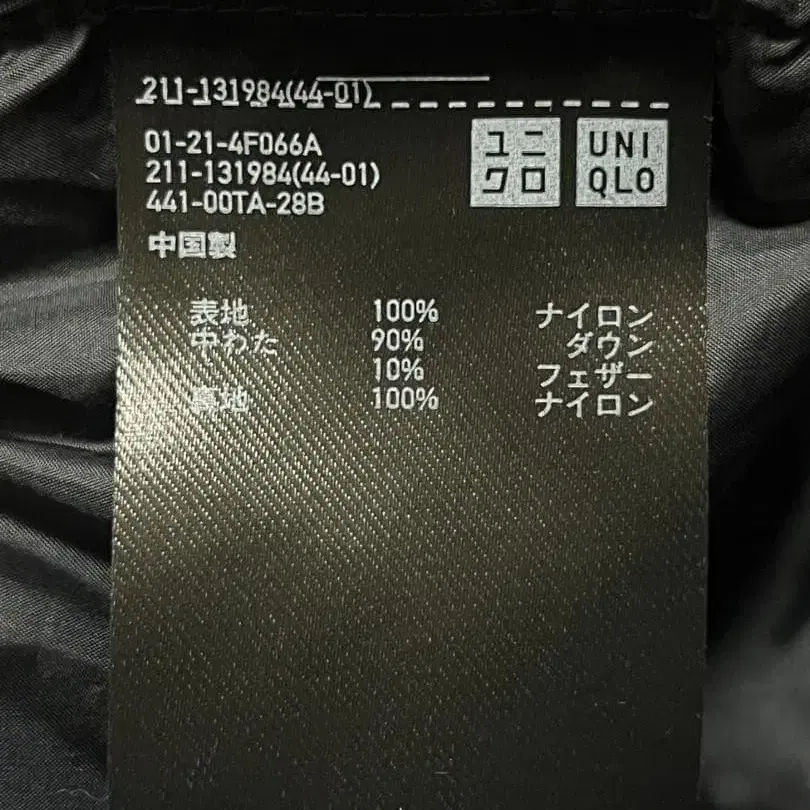 211-131984(44-01)
01-21-4F066A
211-131984(44-01)
441-00TA-28B
ユニクロ
UNIQLO
中国製
表地 100% ナイロン
中わた 90% ダウン
10% フェザー
裏地 100% ナイロン